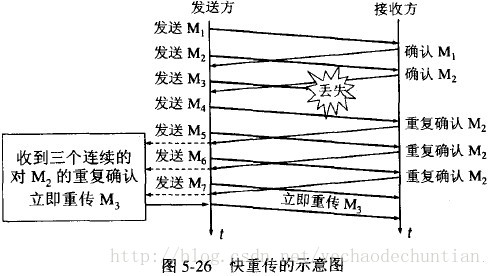 发送方
接收方
发送 M1
确认 M1
发送 M2
确认 M2
发送 M3
丢失
发送 M4
重复确认 M2
发送 M5
收到三个连续的
对 M2 的重复确认
立即重传 M3
重复确认 M2
发送 M6
重复确认 M2
发送 M7
立即重传 M3
t
t
图 5-26 快重传的示意图